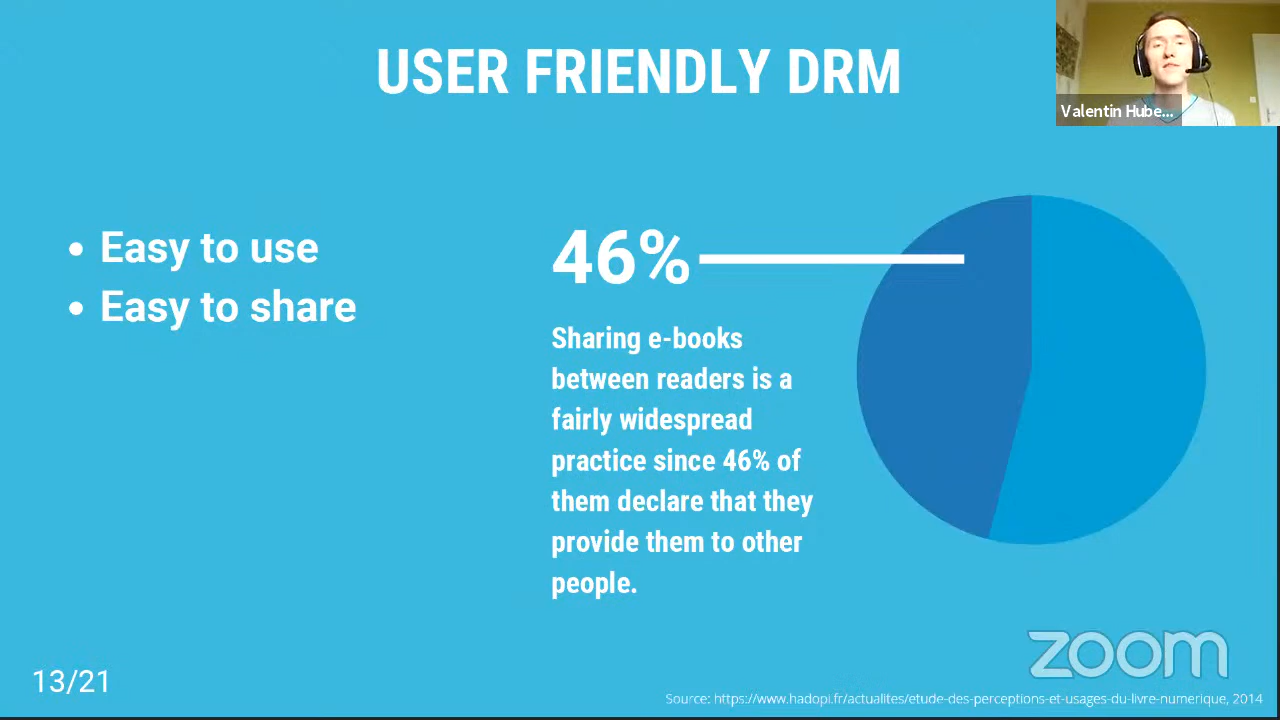 USER FRIENDLY DRM
Valentin Hube...
• Easy to use
• Easy to share
46%
Sharing e-books
between readers is a
fairly widespread
practice since 46% of
them declare that they
provide them to other
people.
zoom
13/21
Source: https://www.hadopi.fr/actualites/etude-des-perceptions-et-usages-du-livre-numerique, 2014